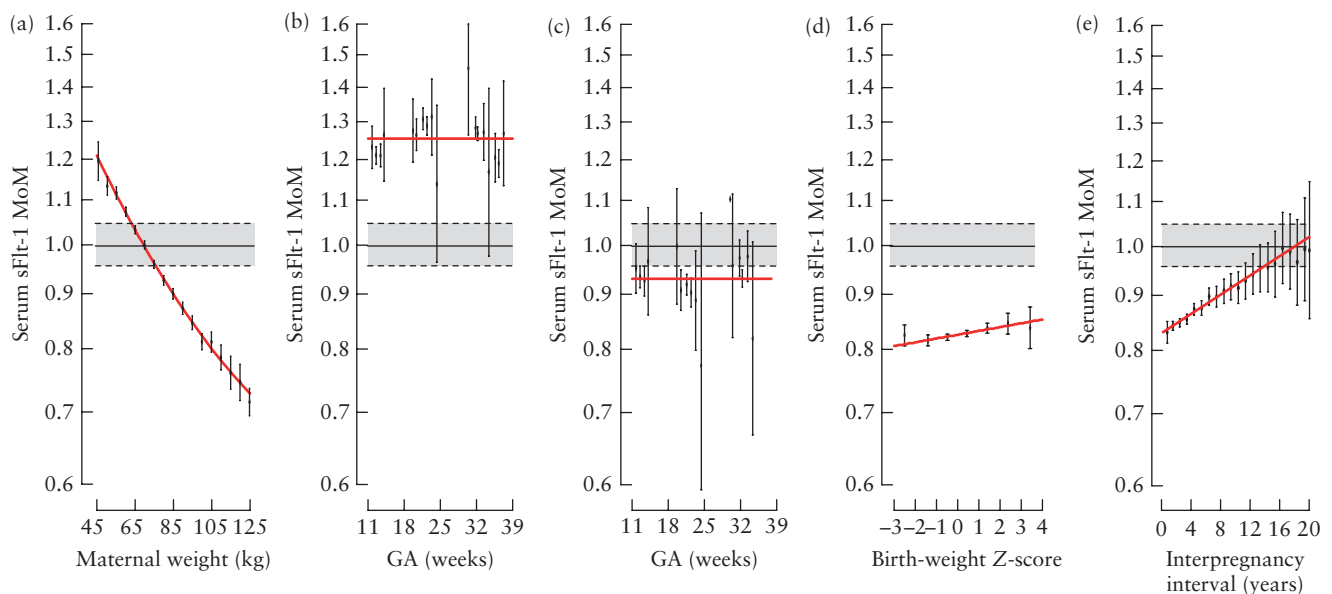 (a)
1.6
1.5
1.4
1.3
1.2
1.1
1.0
0.9
0.8
0.7
0.6
Serum sFlt-1 MoM
45 65 85 105 125
Maternal weight (kg)
(b)
1.6
1.5
1.4
1.3
1.2
1.1
1.0
0.9
0.8
0.7
0.6
Serum sFlt-1 MoM
11 18 25 32 39
GA (weeks)
(c)
1.6
1.5
1.4
1.3
1.2
1.1
1.0
0.9
0.8
0.7
0.6
Serum sFlt-1 MoM
11 18 25 32 39
GA (weeks)
(d)
1.6
1.5
1.4
1.3
1.2
1.1
1.0
0.9
0.8
0.7
0.6
Serum sFlt-1 MoM
−3 −2 −1 0 1 2 3 4
Birth-weight Z-score
(e)
1.6
1.5
1.4
1.3
1.2
1.1
1.0
0.9
0.8
0.7
0.6
Serum sFlt-1 MoM
0 4 8 12 16 20
Interpregnancy
interval (years)